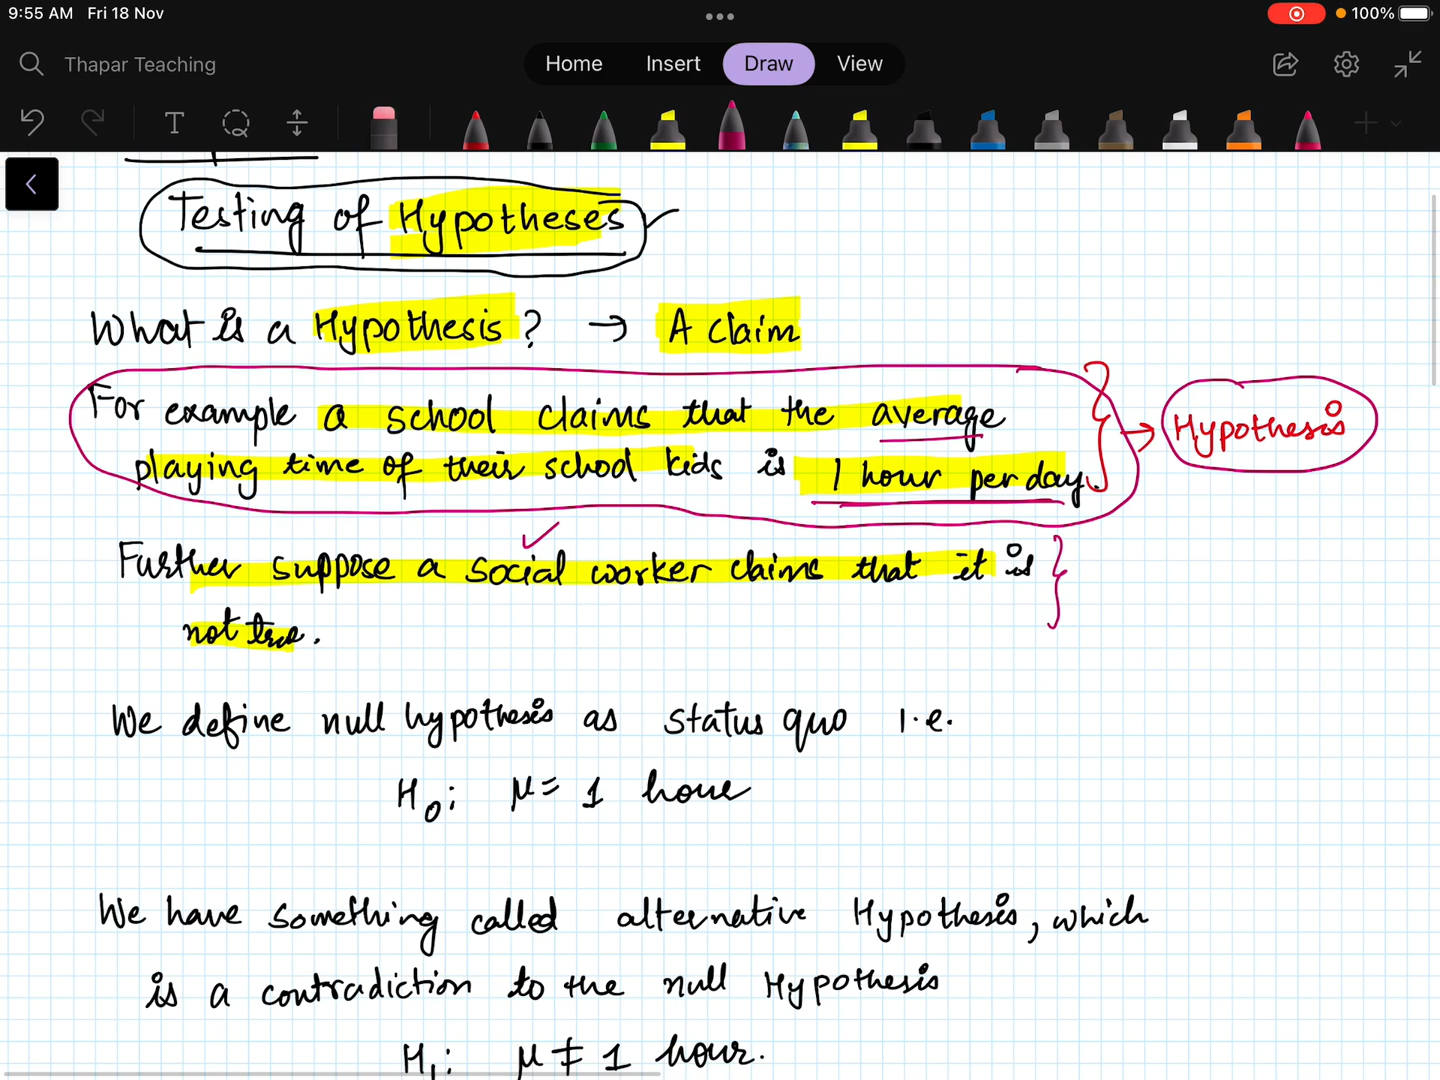 9:55 AM Fri 18 Nov
100%
Thapar Teaching
Home Insert Draw View
Testing of Hypotheses
What is a Hypothesis? → A claim
For example a school claims that the average
playing time of their school kids is 1 hour per day.
→ Hypothesis
Further suppose a social worker claims that it is
not true.
We define null hypothesis as status quo i.e.
H₀: μ = 1 hour
We have something called alternative Hypothesis, which
is a contradiction to the null Hypothesis
H₁: μ ≠ 1 hour.